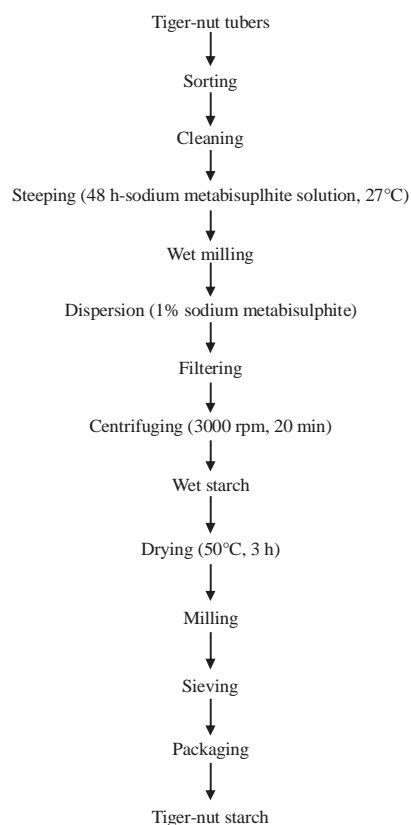 Tiger-nut tubers
Sorting
Cleaning
Steeping (48 h-sodium metabisuplhite solution, 27°C)
Wet milling
Dispersion (1% sodium metabisulphite)
Filtering
Centrifuging (3000 rpm, 20 min)
Wet starch
Drying (50°C, 3 h)
Milling
Sieving
Packaging
Tiger-nut starch